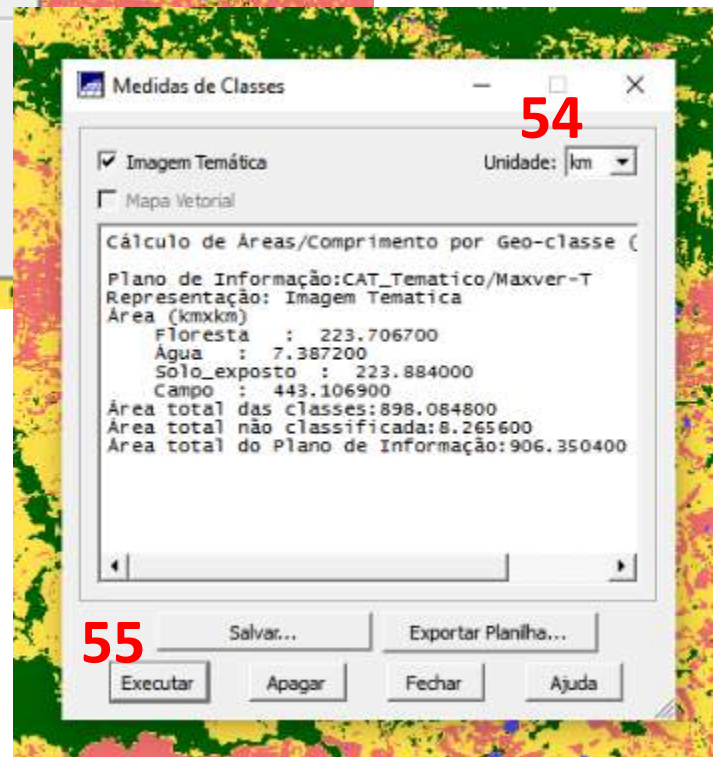 Medidas de Classes
54
Imagem Temática
Unidade: km
Mapa Vetorial
Cálculo de Áreas/Comprimento por Geo-classe (
Plano de Informação:CAT_Tematico/Maxver-T
Representação: Imagem Tematica
Área (kmxkm)
Floresta : 223.706700
Água : 7.387200
Solo_exposto : 223.884000
Campo : 443.106900
Área total das classes:898.084800
Área total não classificada:8.265600
Área total do Plano de Informação:906.350400
55
Salvar... Exportar Planilha...
Executar Apagar Fechar Ajuda